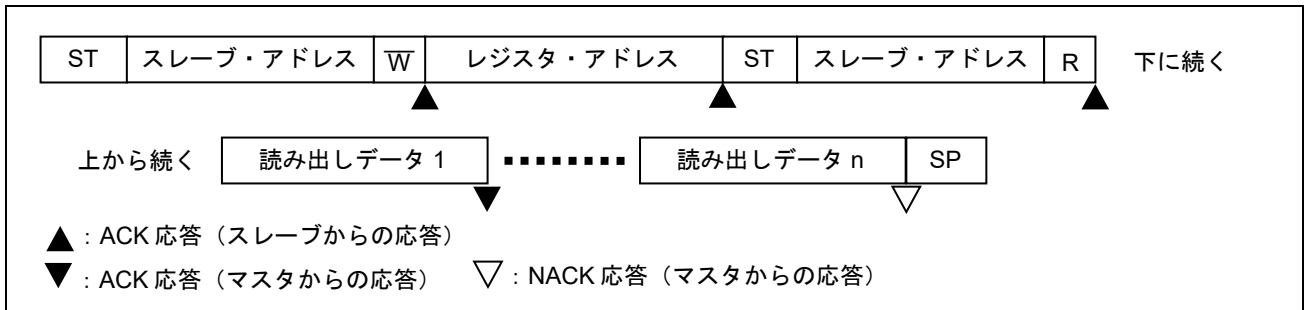 ST スレーブ・アドレス W レジスタ・アドレス ST スレーブ・アドレス R 下に続く
上から続く 読み出しデータ 1 ▪▪▪▪▪▪▪▪ 読み出しデータ n SP
▲：ACK 応答（スレーブからの応答）
▼：ACK 応答（マスタからの応答） ▽：NACK 応答（マスタからの応答）